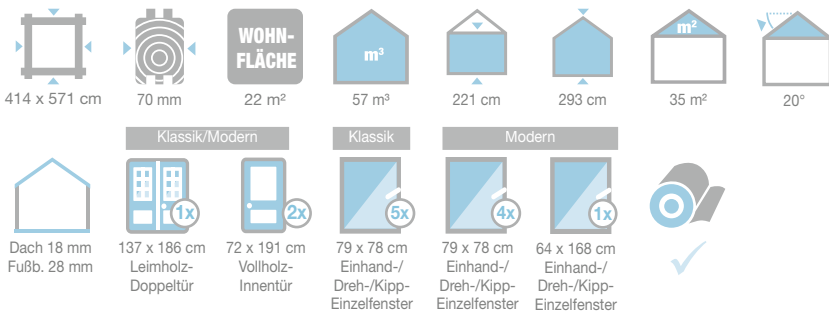 WOHN-
FLÄCHE
m³
m²
414 x 571 cm
70 mm
22 m²
57 m³
221 cm
293 cm
35 m²
20°
Klassik/Modern
Klassik
Modern
1x
2x
5x
4x
1x
Dach 18 mm
Fußb. 28 mm
137 x 186 cm
Leimholz-
Doppeltür
72 x 191 cm
Vollholz-
Innentür
79 x 78 cm
Einhand-/
Dreh-/Kipp-
Einzelfenster
79 x 78 cm
Einhand-/
Dreh-/Kipp-
Einzelfenster
64 x 168 cm
Einhand-/
Dreh-/Kipp-
Einzelfenster